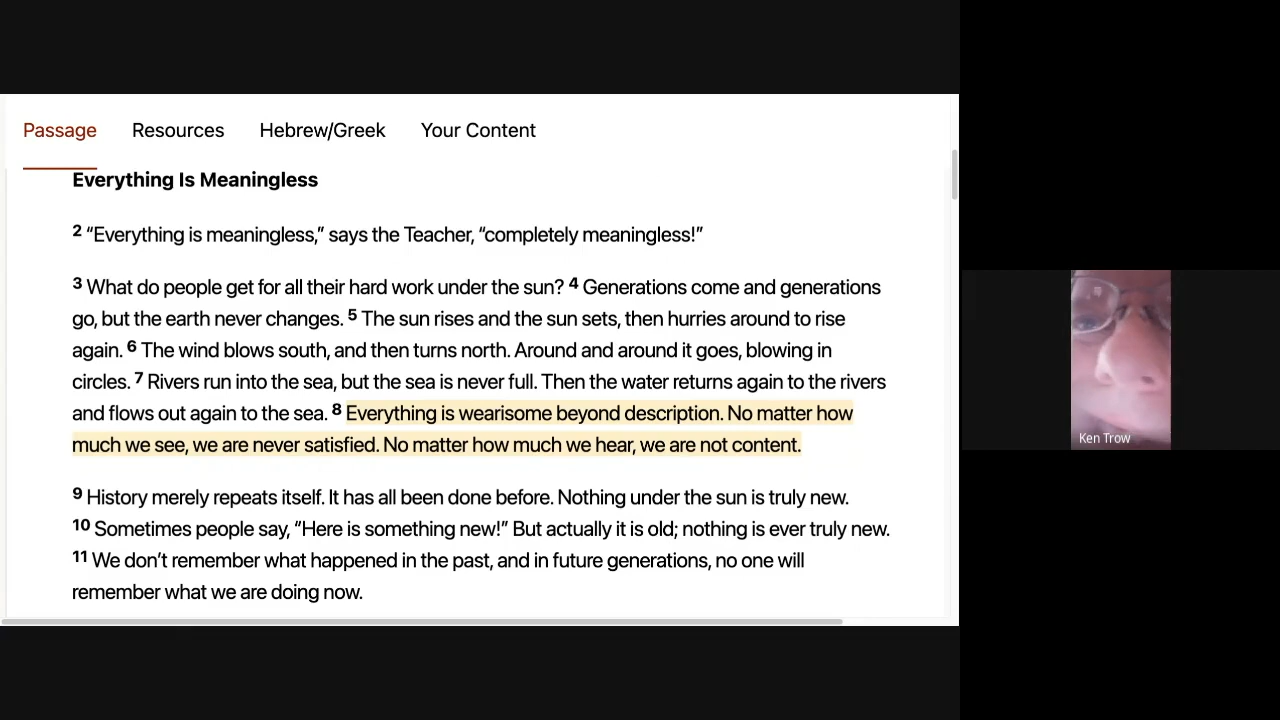 Passage Resources Hebrew/Greek Your Content
Everything Is Meaningless
2 “Everything is meaningless,” says the Teacher, “completely meaningless!”
3 What do people get for all their hard work under the sun? 4 Generations come and generations
go, but the earth never changes. 5 The sun rises and the sun sets, then hurries around to rise
again. 6 The wind blows south, and then turns north. Around and around it goes, blowing in
circles. 7 Rivers run into the sea, but the sea is never full. Then the water returns again to the rivers
and flows out again to the sea. 8 Everything is wearisome beyond description. No matter how
much we see, we are never satisfied. No matter how much we hear, we are not content.
9 History merely repeats itself. It has all been done before. Nothing under the sun is truly new.
10 Sometimes people say, “Here is something new!” But actually it is old; nothing is ever truly new.
11 We don’t remember what happened in the past, and in future generations, no one will
remember what we are doing now.
Ken Trow